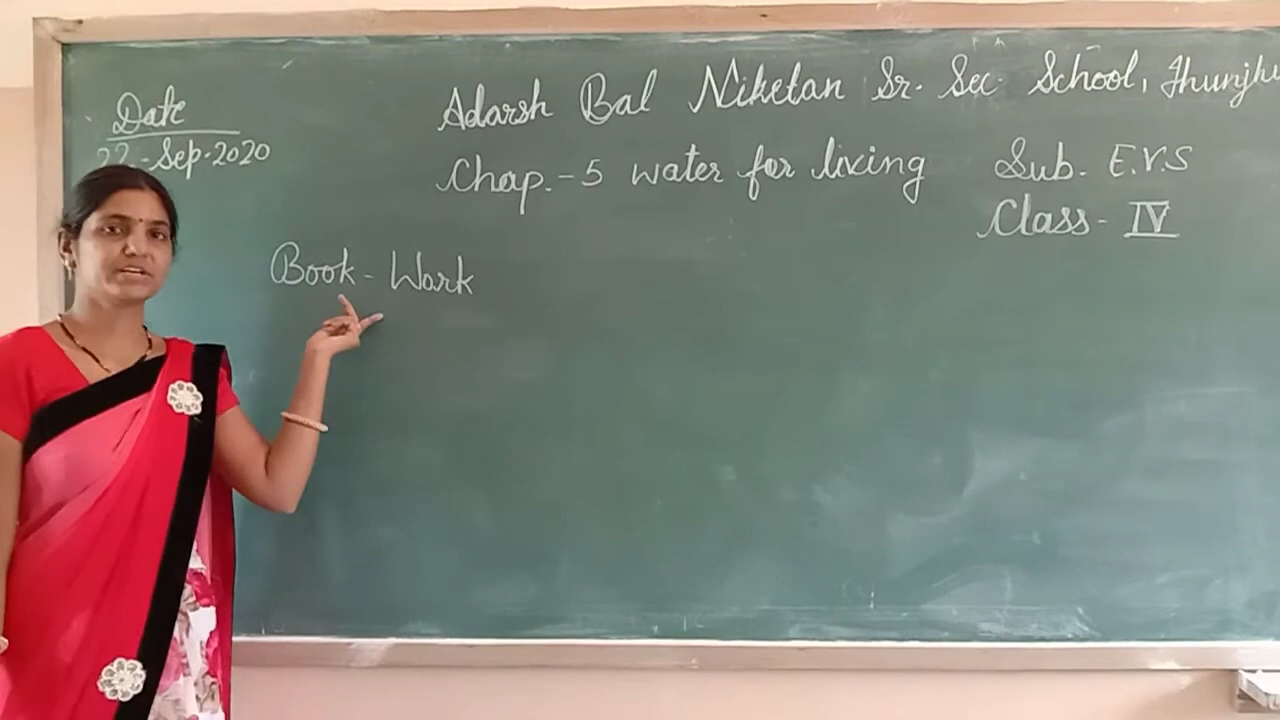 Date
22-Sep-2020
Adarsh Bal Niketan Sr. Sec. School,
Chap.-5 water for living
Sub. E.V.S
Class- IV
Book-Work